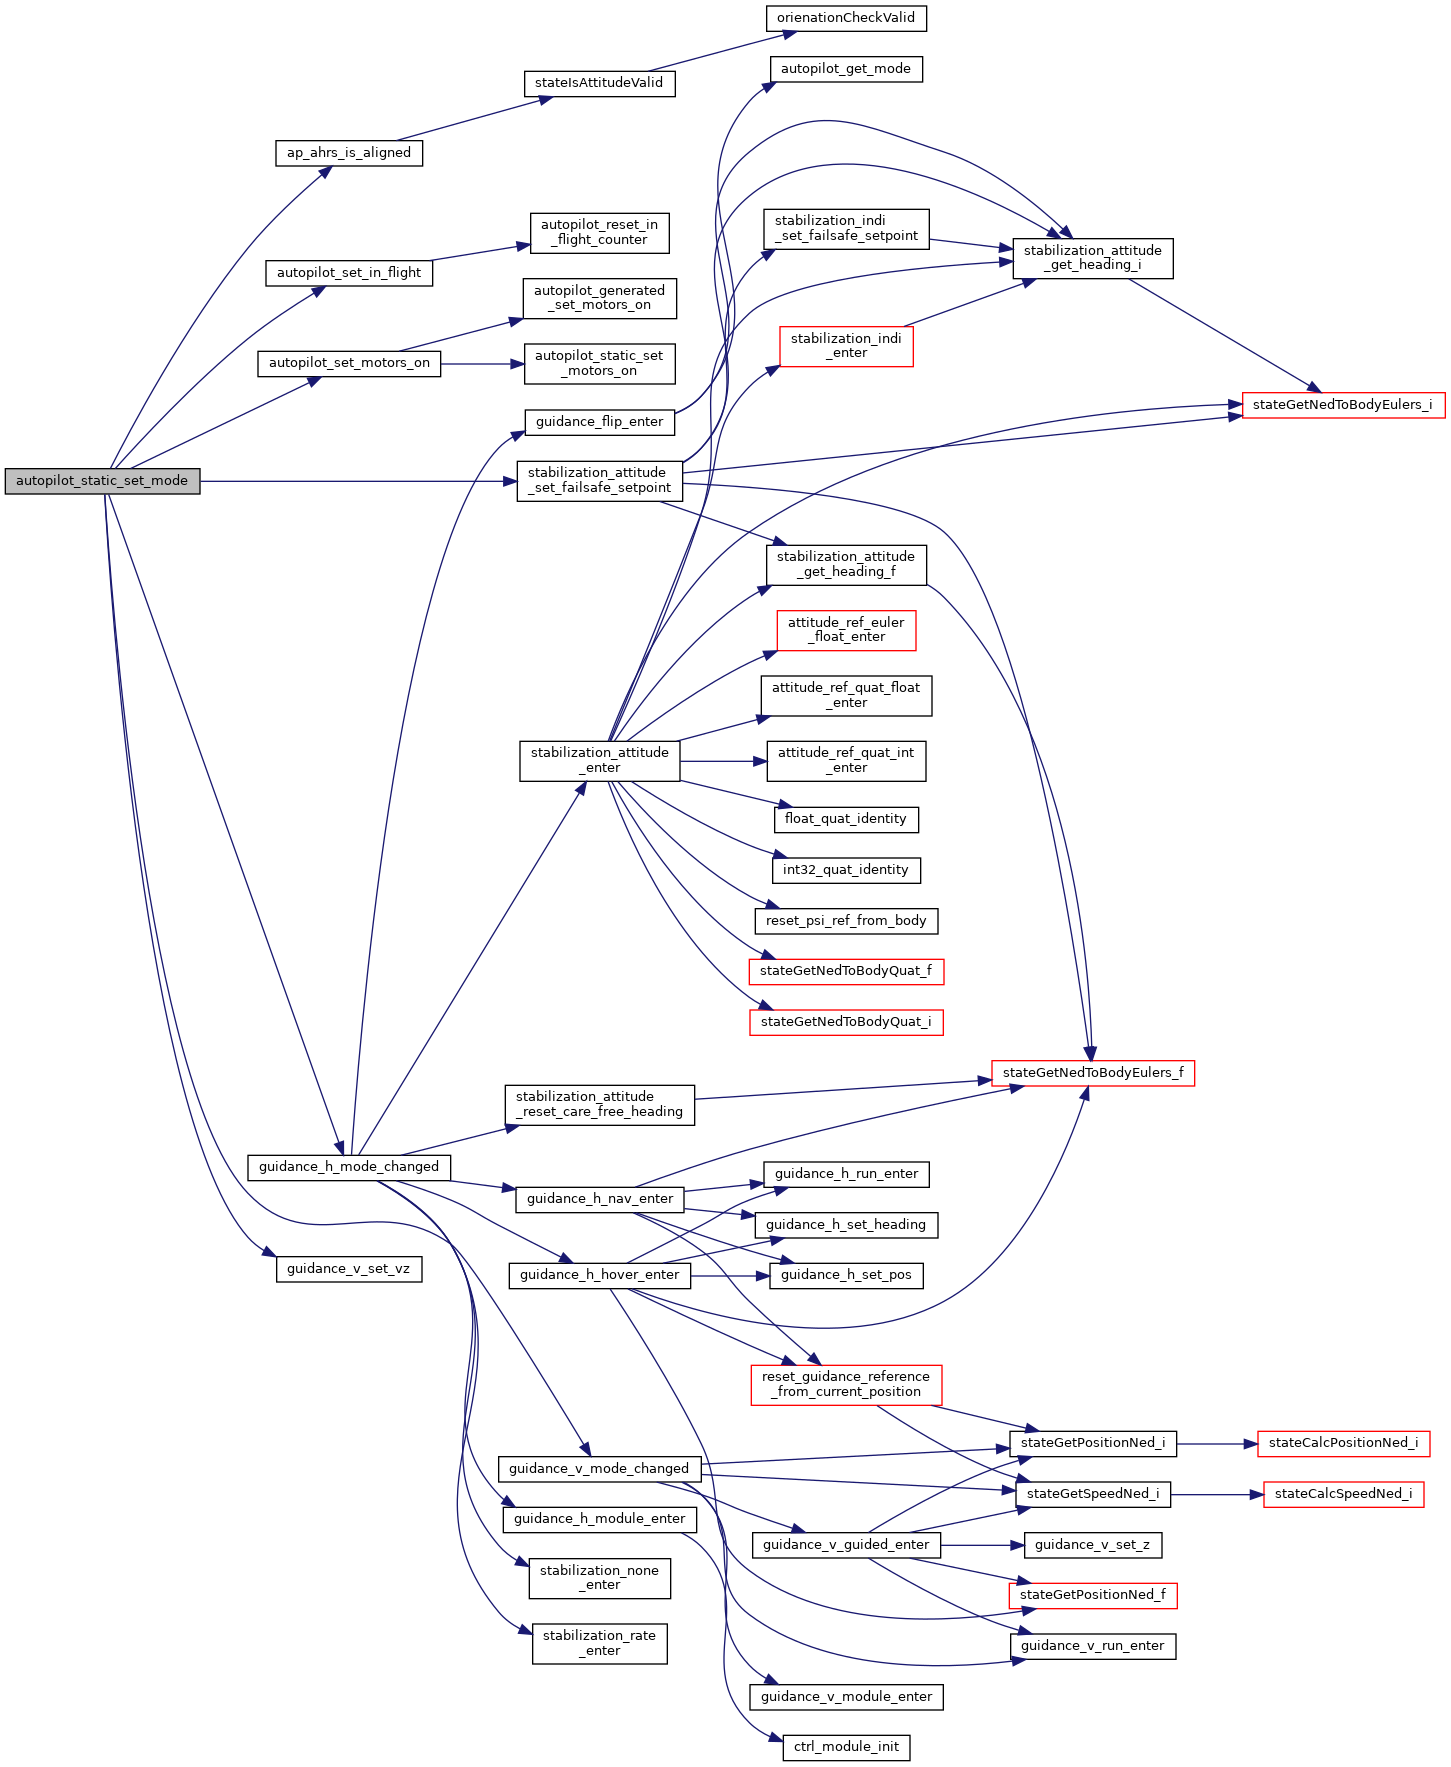 orienationCheckValid
autopilot_get_mode
stateIsAttitudeValid
ap_ahrs_is_aligned
autopilot_reset_in
_flight_counter
stabilization_indi
_set_failsafe_setpoint
stabilization_attitude
_get_heading_i
autopilot_set_in_flight
autopilot_generated
_set_motors_on
stabilization_indi
_enter
autopilot_set_motors_on
autopilot_static_set
_motors_on
stateGetNedToBodyEulers_i
guidance_flip_enter
autopilot_static_set_mode
stabilization_attitude
_set_failsafe_setpoint
stabilization_attitude
_get_heading_f
attitude_ref_euler
_float_enter
attitude_ref_quat_float
_enter
stabilization_attitude
_enter
attitude_ref_quat_int
_enter
float_quat_identity
int32_quat_identity
reset_psi_ref_from_body
stateGetNedToBodyQuat_f
stateGetNedToBodyQuat_i
stateGetNedToBodyEulers_f
stabilization_attitude
_reset_care_free_heading
guidance_h_mode_changed
guidance_h_run_enter
guidance_h_nav_enter
guidance_h_set_heading
guidance_v_set_vz
guidance_h_hover_enter
guidance_h_set_pos
reset_guidance_reference
_from_current_position
stateGetPositionNed_i
stateCalcPositionNed_i
guidance_v_mode_changed
stateGetSpeedNed_i
stateCalcSpeedNed_i
guidance_h_module_enter
guidance_v_guided_enter
guidance_v_set_z
stabilization_none
_enter
stateGetPositionNed_f
stabilization_rate
_enter
guidance_v_run_enter
guidance_v_module_enter
ctrl_module_init